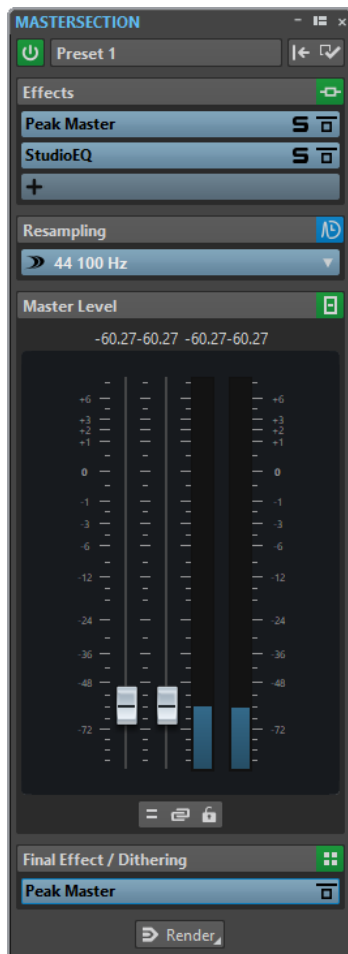 MASTERSECTION
Preset 1
Effects
Peak Master
S
StudioEQ
S
+
Resampling
44 100 Hz
Master Level
-60.27-60.27 -60.27-60.27
+6 +6
+3 +3
+2 +2
+1 +1
0 0
-1 -1
-3 -3
-6 -6
-12 -12
-24 -24
-36 -36
-48 -48
-72 -72
Final Effect / Dithering
Peak Master
Render